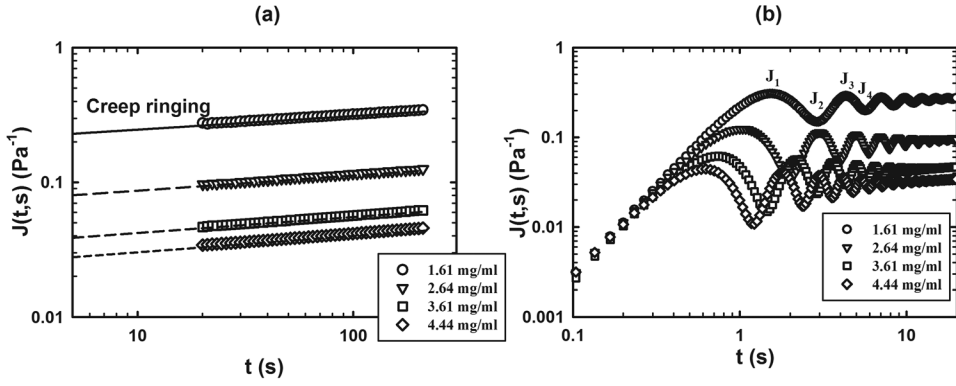 (a)
J(t,s) (Pa⁻¹)
1
0.1
0.01
Creep ringing
10
100
t (s)
1.61 mg/ml
2.64 mg/ml
3.61 mg/ml
4.44 mg/ml
(b)
J(t,s) (Pa⁻¹)
1
0.1
0.01
0.001
J₁
J₂
J₃
J₄
0.1
1
10
t (s)
1.61 mg/ml
2.64 mg/ml
3.61 mg/ml
4.44 mg/ml